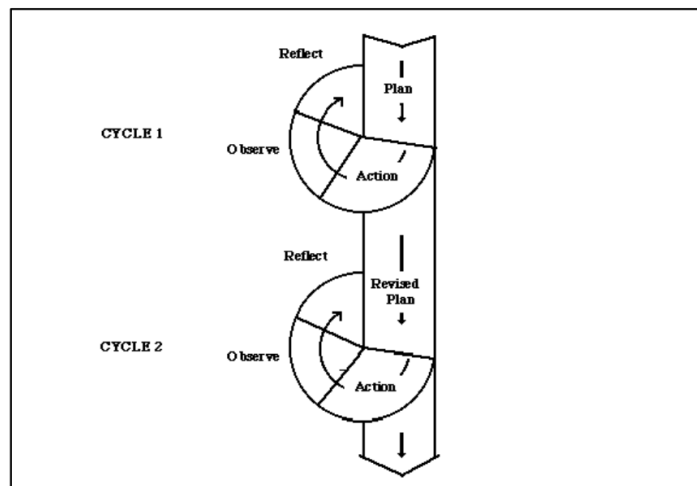 Reflect
Plan
CYCLE 1
Observe
Action
Reflect
Revised
Plan
CYCLE 2
Observe
Action